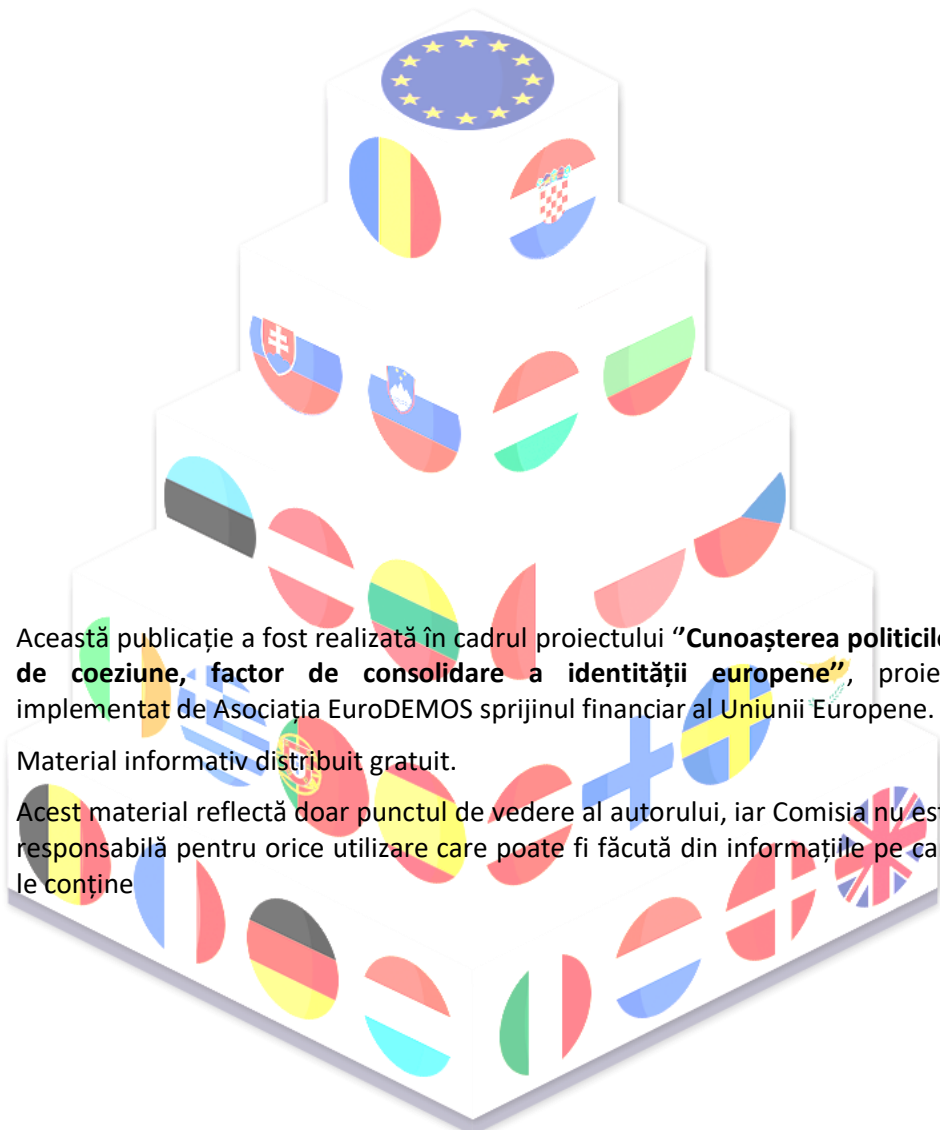 Această publicație a fost realizată în cadrul proiectului ‘’Cunoașterea politicile
de coeziune, factor de consolidare a identității europene’’, proie
implementat de Asociația EuroDEMOS sprijinul financiar al Uniunii Europene.
Material informativ distribuit gratuit.
Acest material reflectă doar punctul de vedere al autorului, iar Comisia nu est
responsabilă pentru orice utilizare care poate fi făcută din informațiile pe ca
le conține